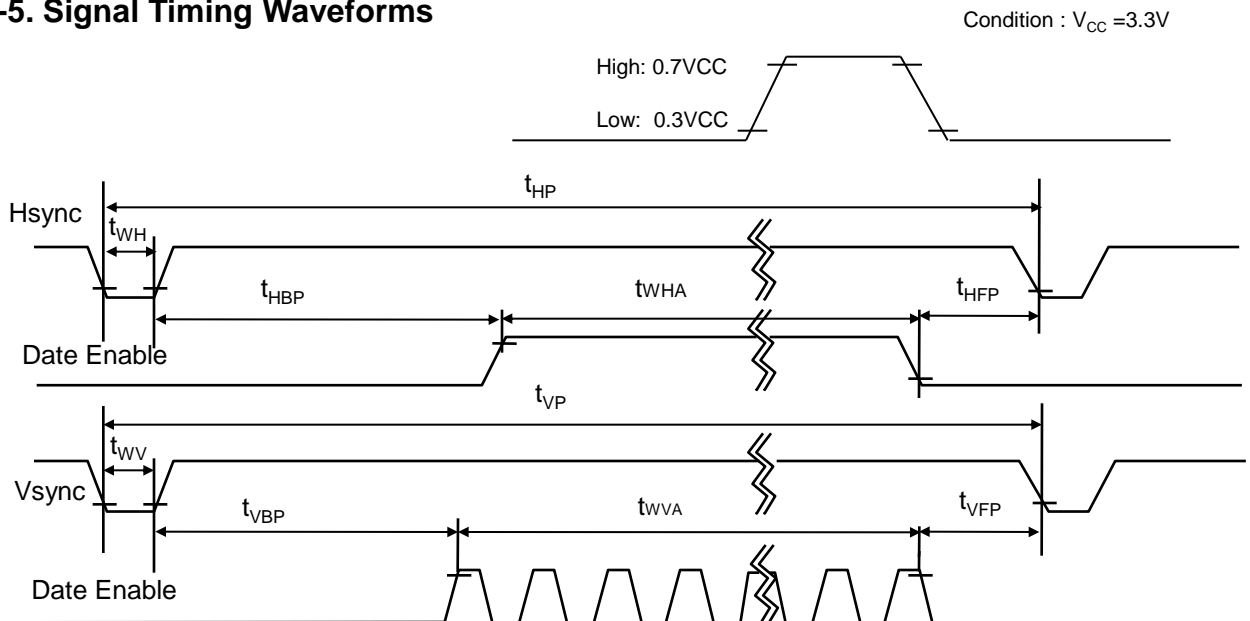 -5. Signal Timing Waveforms
Condition : VCC =3.3V
High: 0.7VCC
Low: 0.3VCC
tHP
Hsync
tWH
tHBP
tWHA
tHFP
Date Enable
tVP
tWV
Vsync
tVBP
tWVA
tVFP
Date Enable